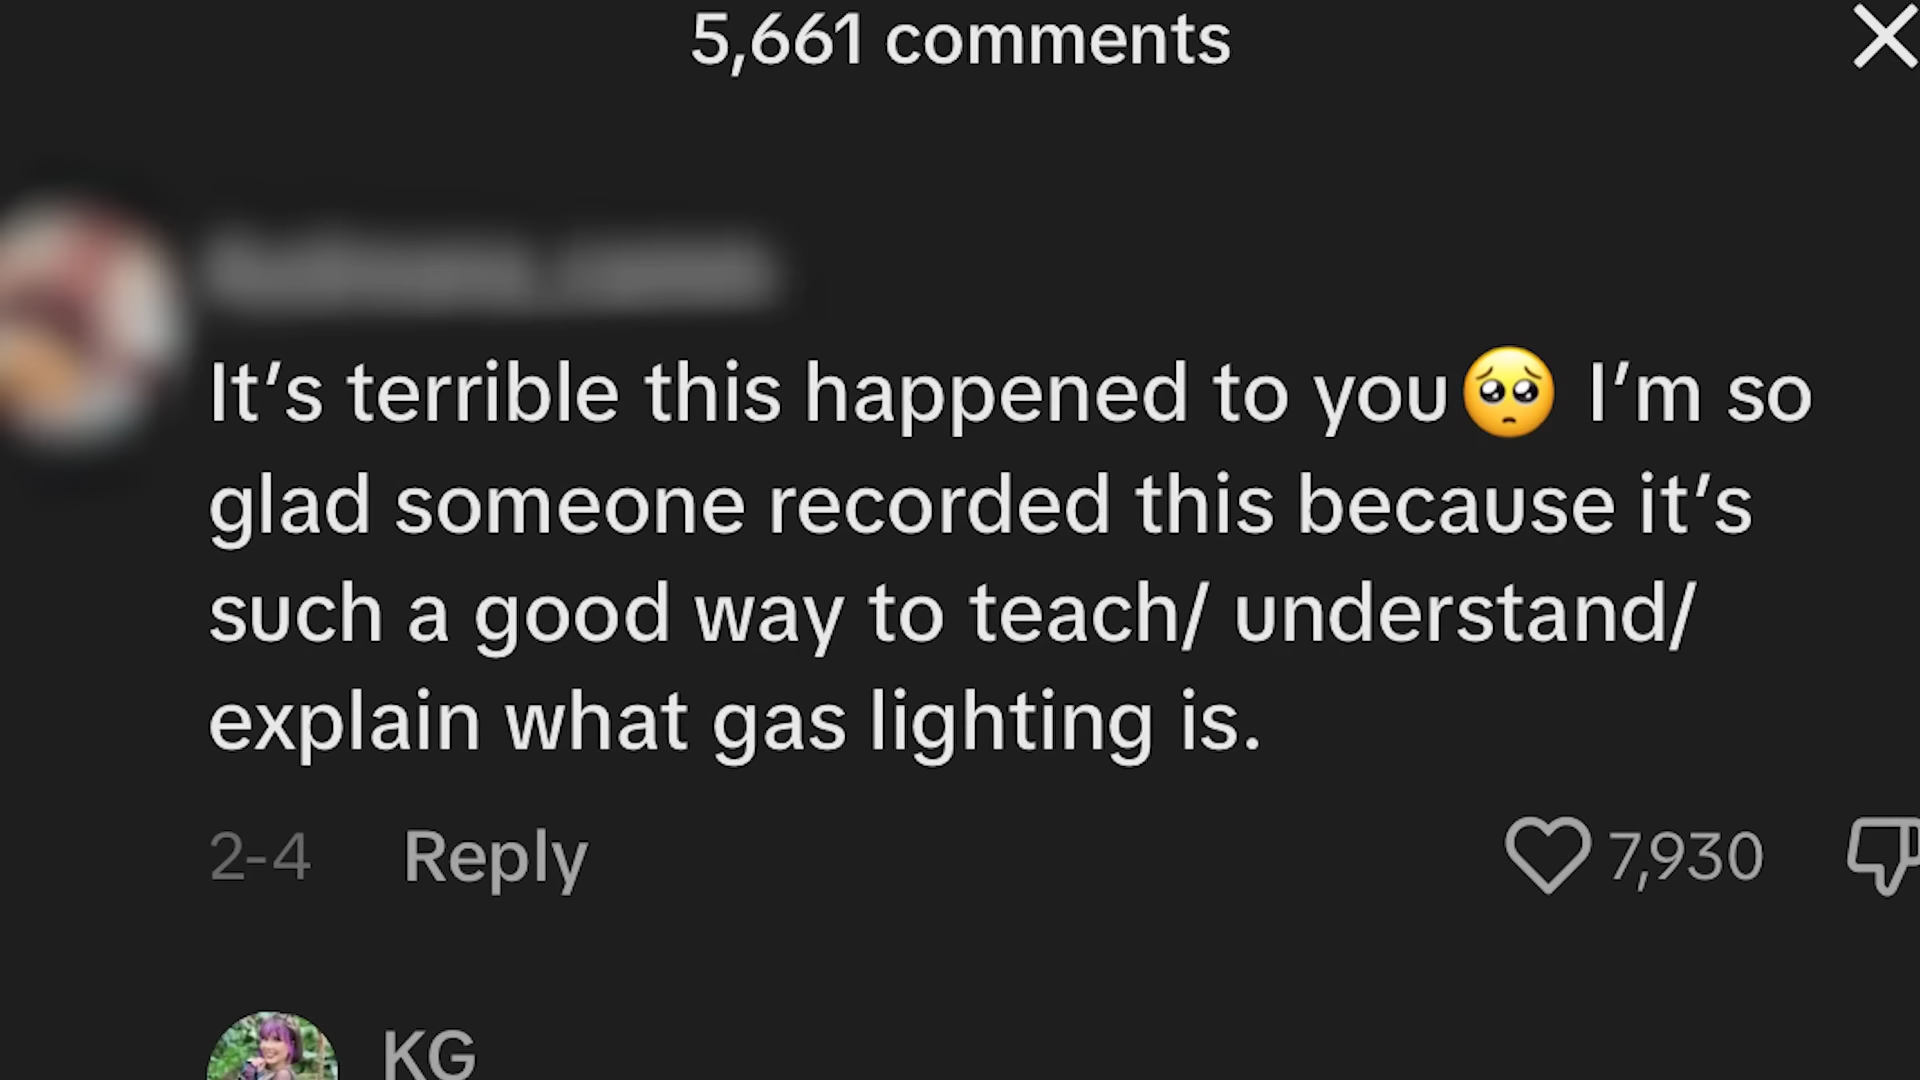 5,661 comments
It’s terrible this happened to you🥺 I’m so
glad someone recorded this because it’s
such a good way to teach/ understand/
explain what gas lighting is.
2-4 Reply 7,930
KG